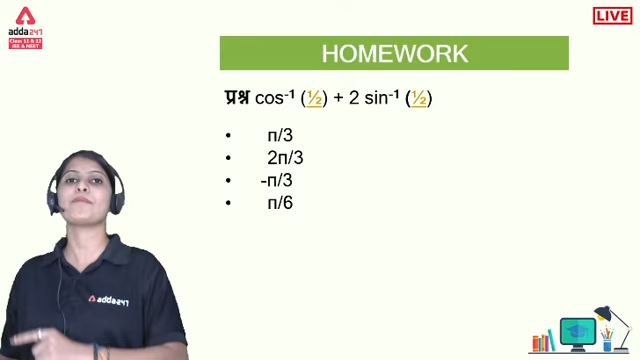 LIVE
adda247
Class 11 & 12
JEE & NEET
HOMEWORK
प्रश्न cos⁻¹ (½) + 2 sin⁻¹ (½)
• π/3
• 2π/3
• -π/3
• π/6
adda247